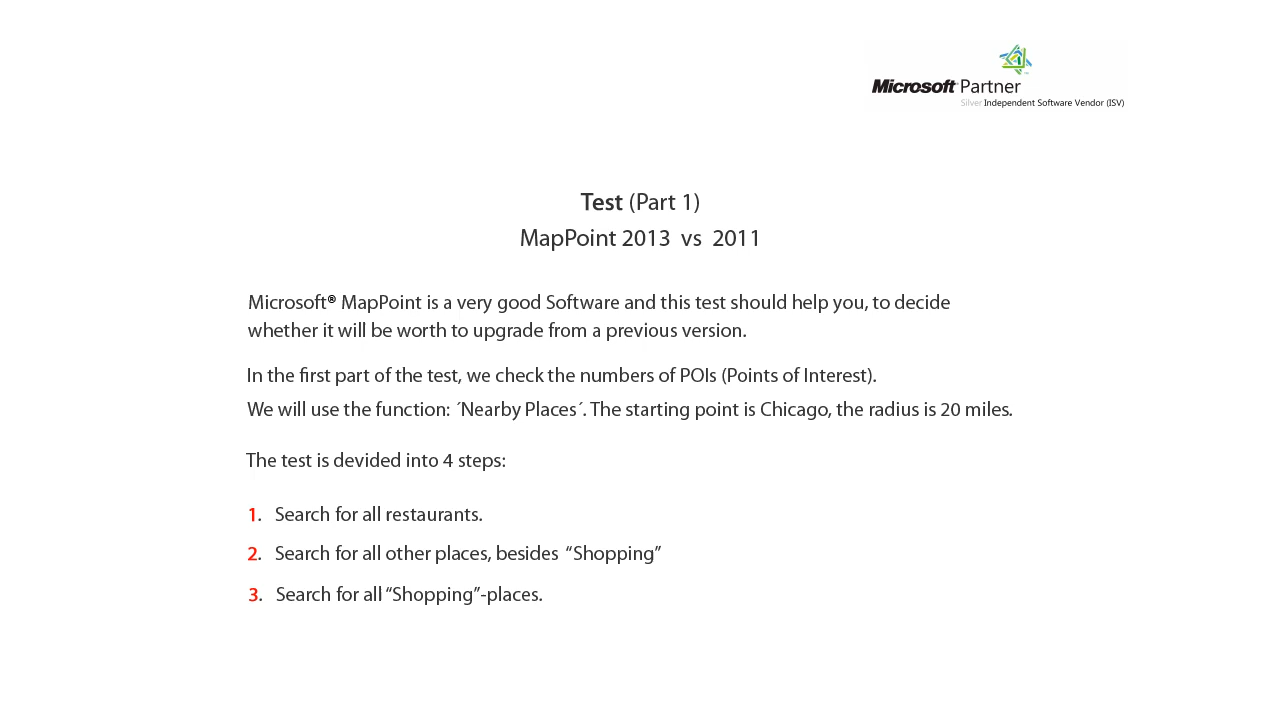 Microsoft Partner
Silver Independent Software Vendor (ISV)
Test (Part 1)
MapPoint 2013 vs 2011
Microsoft® MapPoint is a very good Software and this test should help you, to decide
whether it will be worth to upgrade from a previous version.
In the first part of the test, we check the numbers of POIs (Points of Interest).
We will use the function: ´Nearby Places´. The starting point is Chicago, the radius is 20 miles.
The test is devided into 4 steps:
1. Search for all restaurants.
2. Search for all other places, besides “Shopping”
3. Search for all “Shopping”-places.